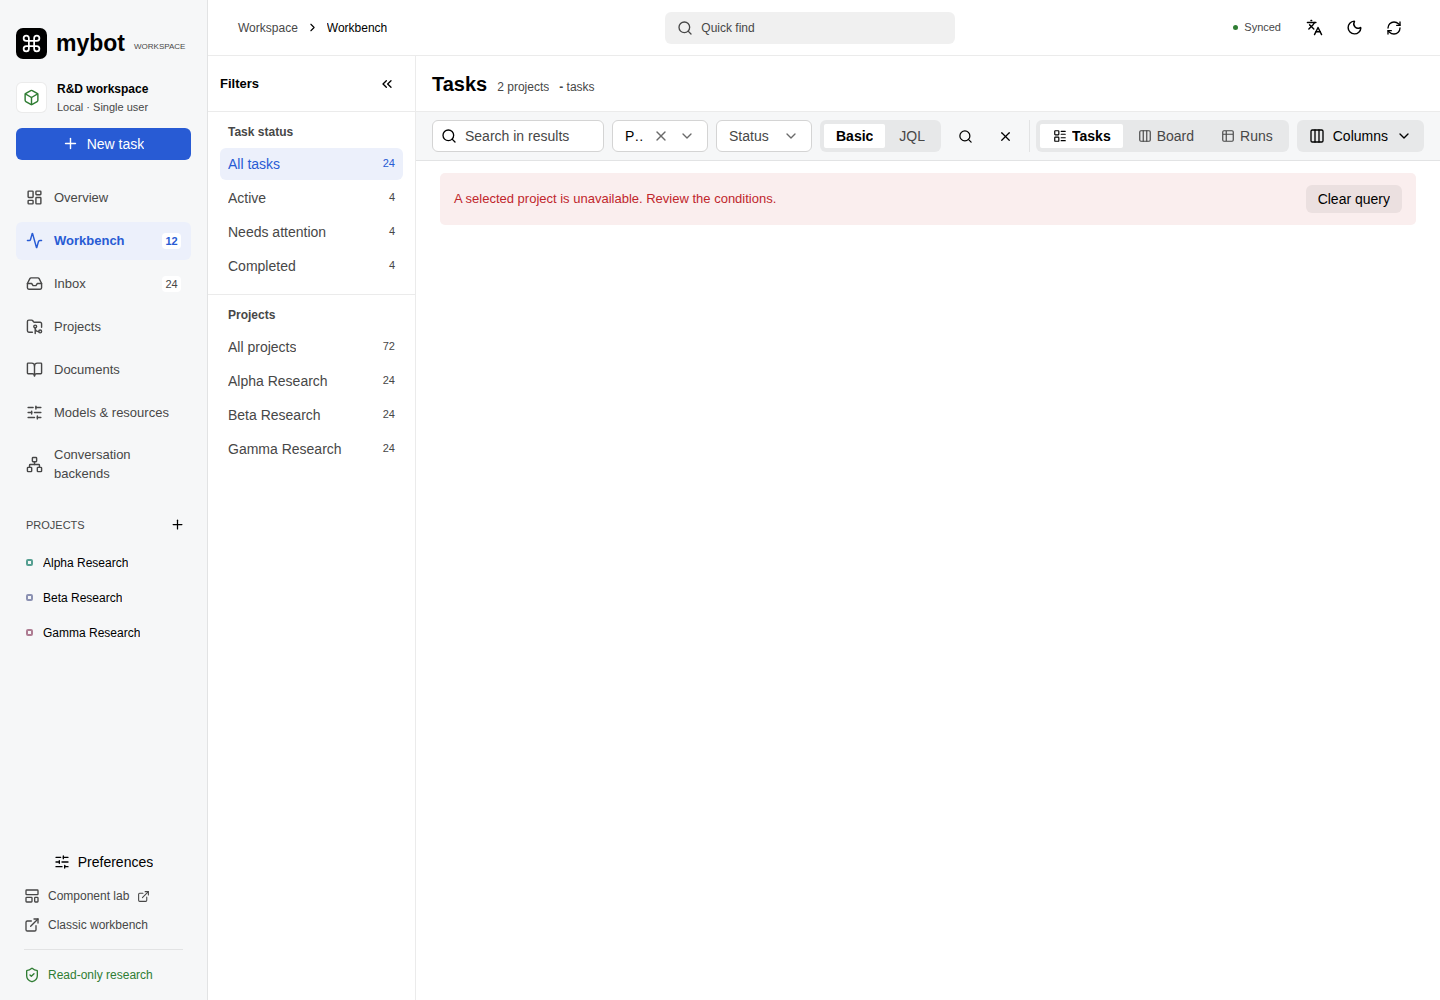 mybot WORKSPACE
R&D workspace
Local · Single user
New task
Overview
Workbench 12
Inbox 24
Projects
Documents
Models & resources
Conversation
backends
PROJECTS
Alpha Research
Beta Research
Gamma Research
Preferences
Component lab
Classic workbench
Read-only research
Workspace Workbench
Quick find
Synced
Filters
Task status
All tasks 24
Active 4
Needs attention 4
Completed 4
Projects
All projects 72
Alpha Research 24
Beta Research 24
Gamma Research 24
Tasks 2 projects - tasks
Search in results P.. Status Basic JQL Tasks Board Runs Columns
A selected project is unavailable. Review the conditions. Clear query